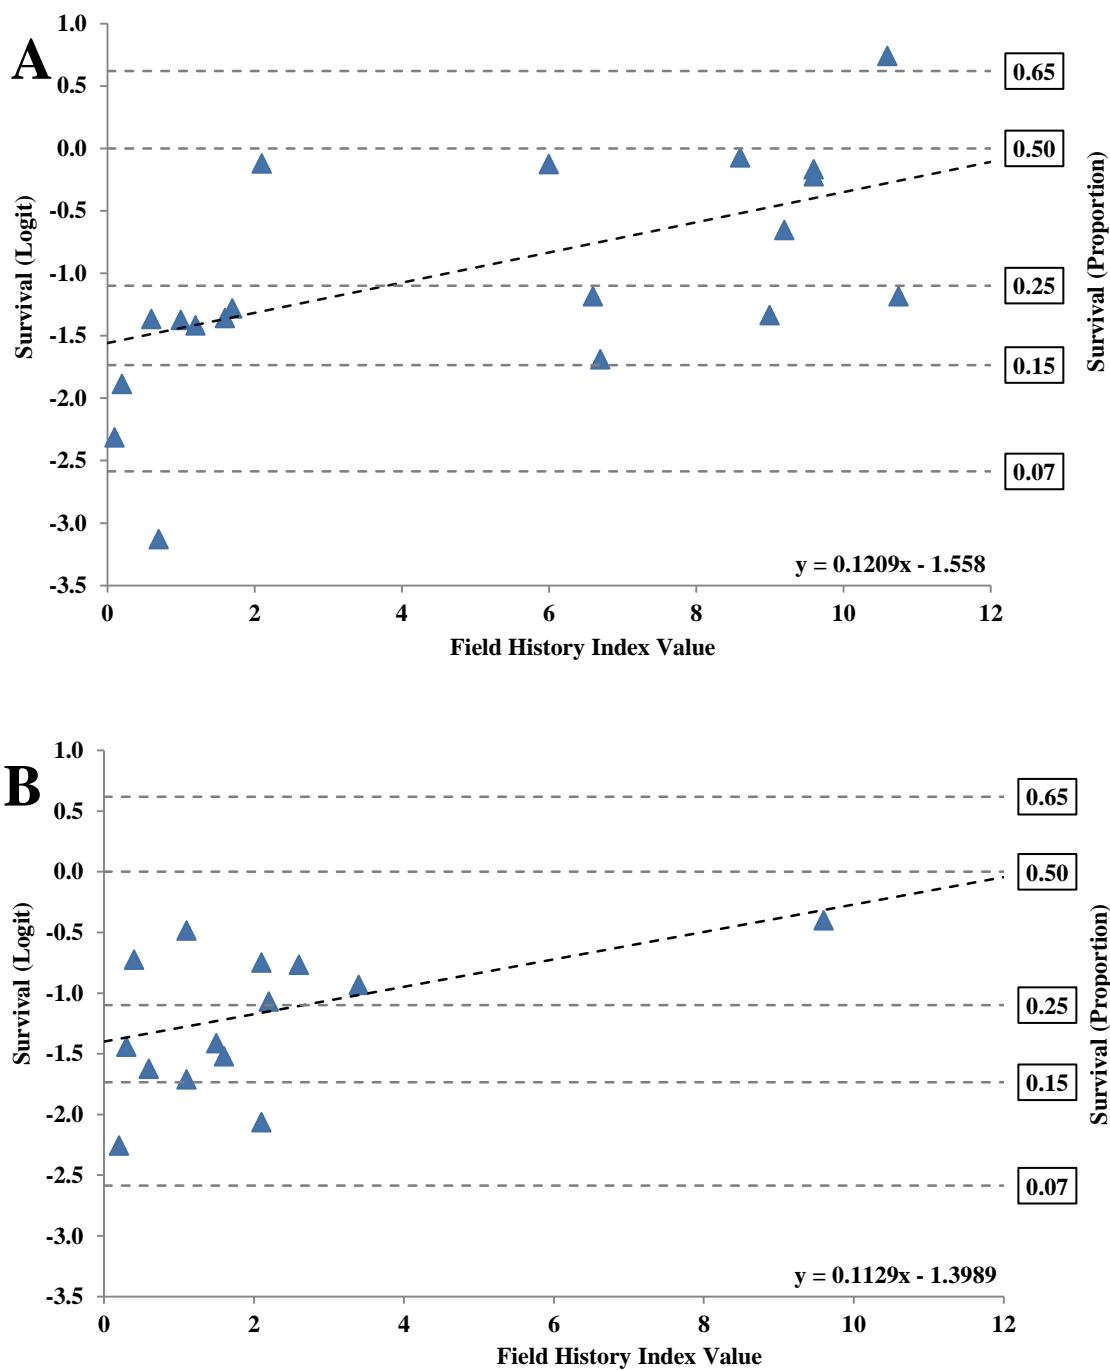 A
1.0
0.5
0.0
-0.5
-1.0
-1.5
-2.0
-2.5
-3.0
-3.5
Survival (Logit)
0.65
0.50
0.25
0.15
0.07
Survival (Proportion)
y = 0.1209x - 1.558
0 2 4 6 8 10 12
Field History Index Value
B
1.0
0.5
0.0
-0.5
-1.0
-1.5
-2.0
-2.5
-3.0
-3.5
Survival (Logit)
0.65
0.50
0.25
0.15
0.07
Survival (Proportion)
y = 0.1129x - 1.3989
0 2 4 6 8 10 12
Field History Index Value